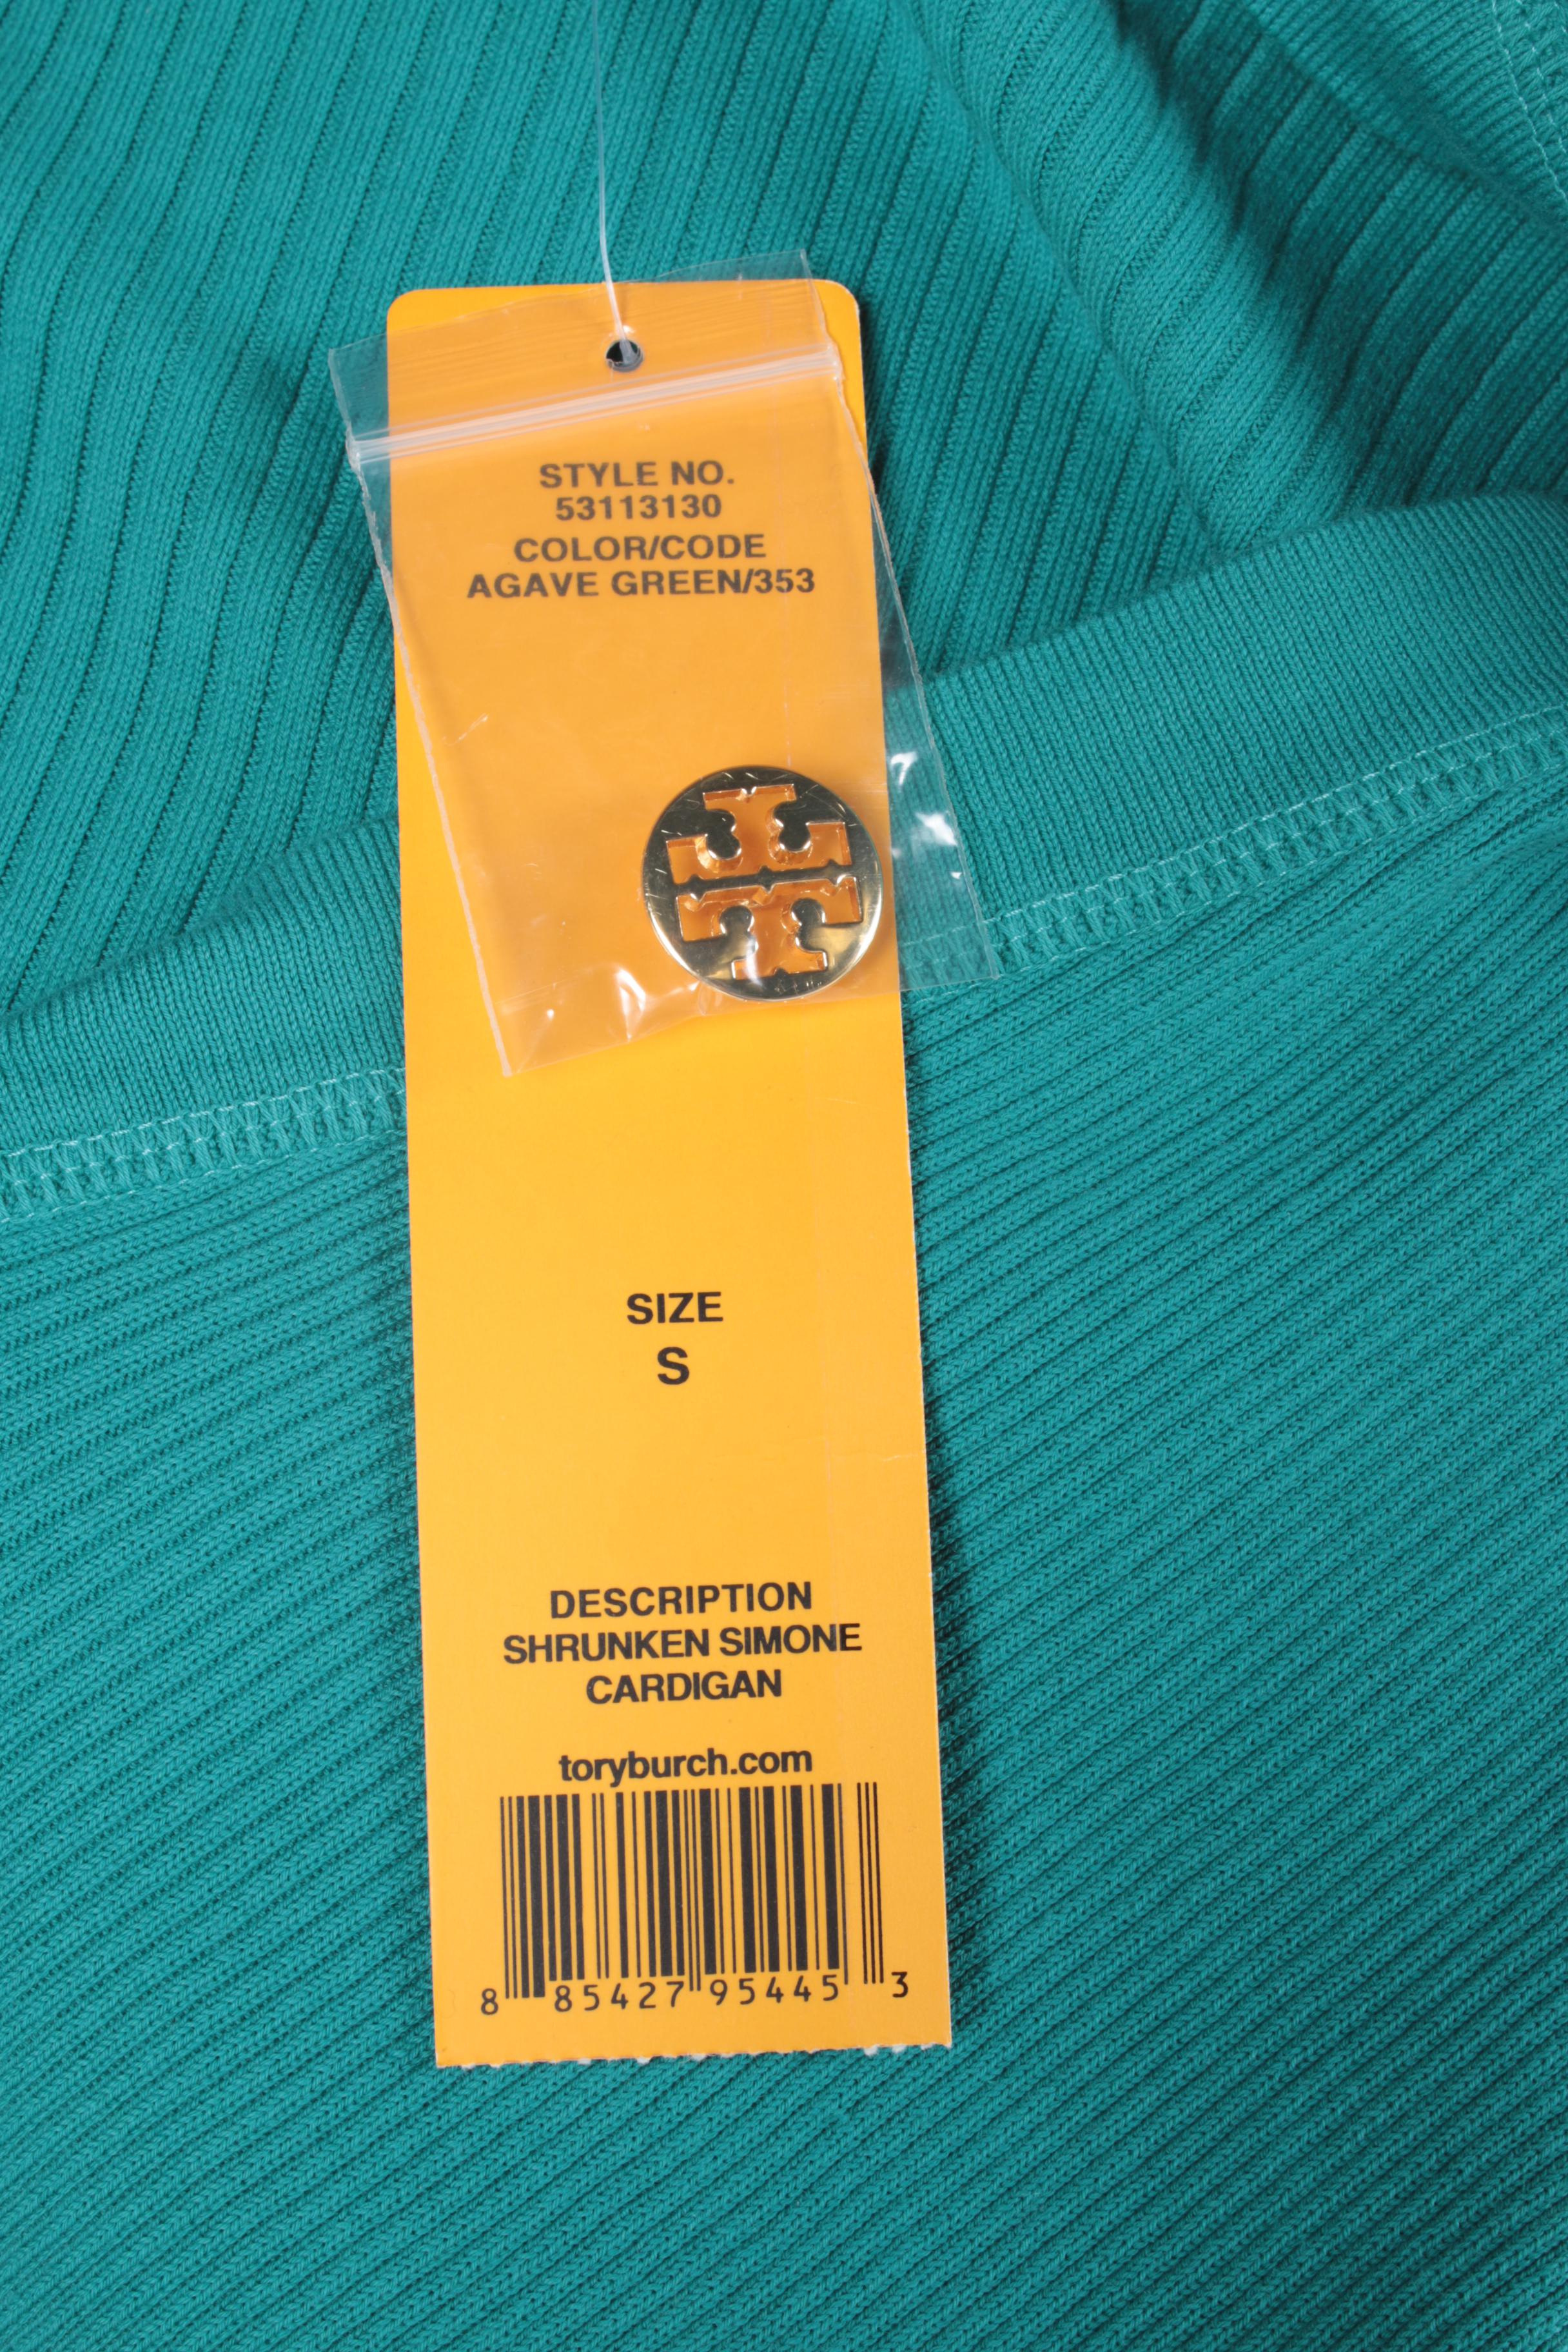 STYLE NO.
53113130
COLOR/CODE
AGAVE GREEN/353
SIZE
S
DESCRIPTION
SHRUNKEN SIMONE
CARDIGAN
toryburch.com
8 85427 95445 3